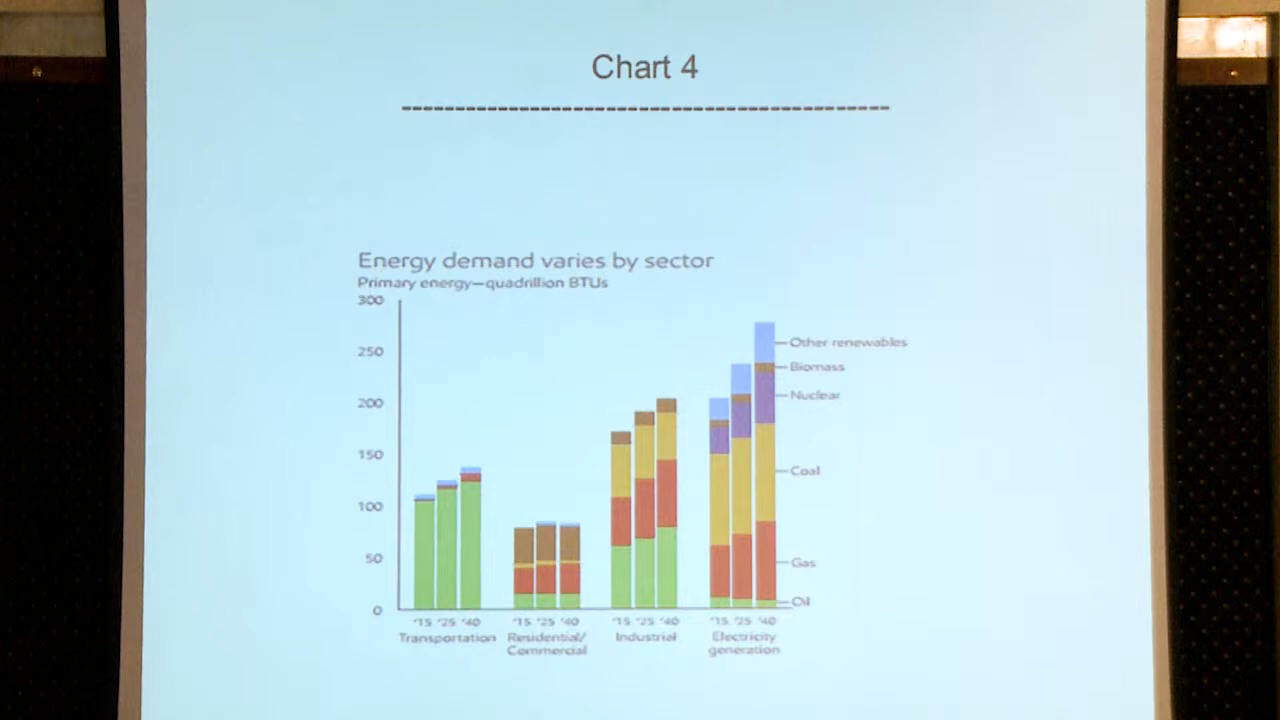 Chart 4
----------------------------------------------
Energy demand varies by sector
Primary energy—quadrillion BTUs
300
250
200
150
100
50
0
Other renewables
Biomass
Nuclear
Coal
Gas
Oil
'15 '25 '40 '15 '25 '40 '15 '25 '40 '15 '25 '40
Transportation Residential/ Industrial Electricity
Commercial generation